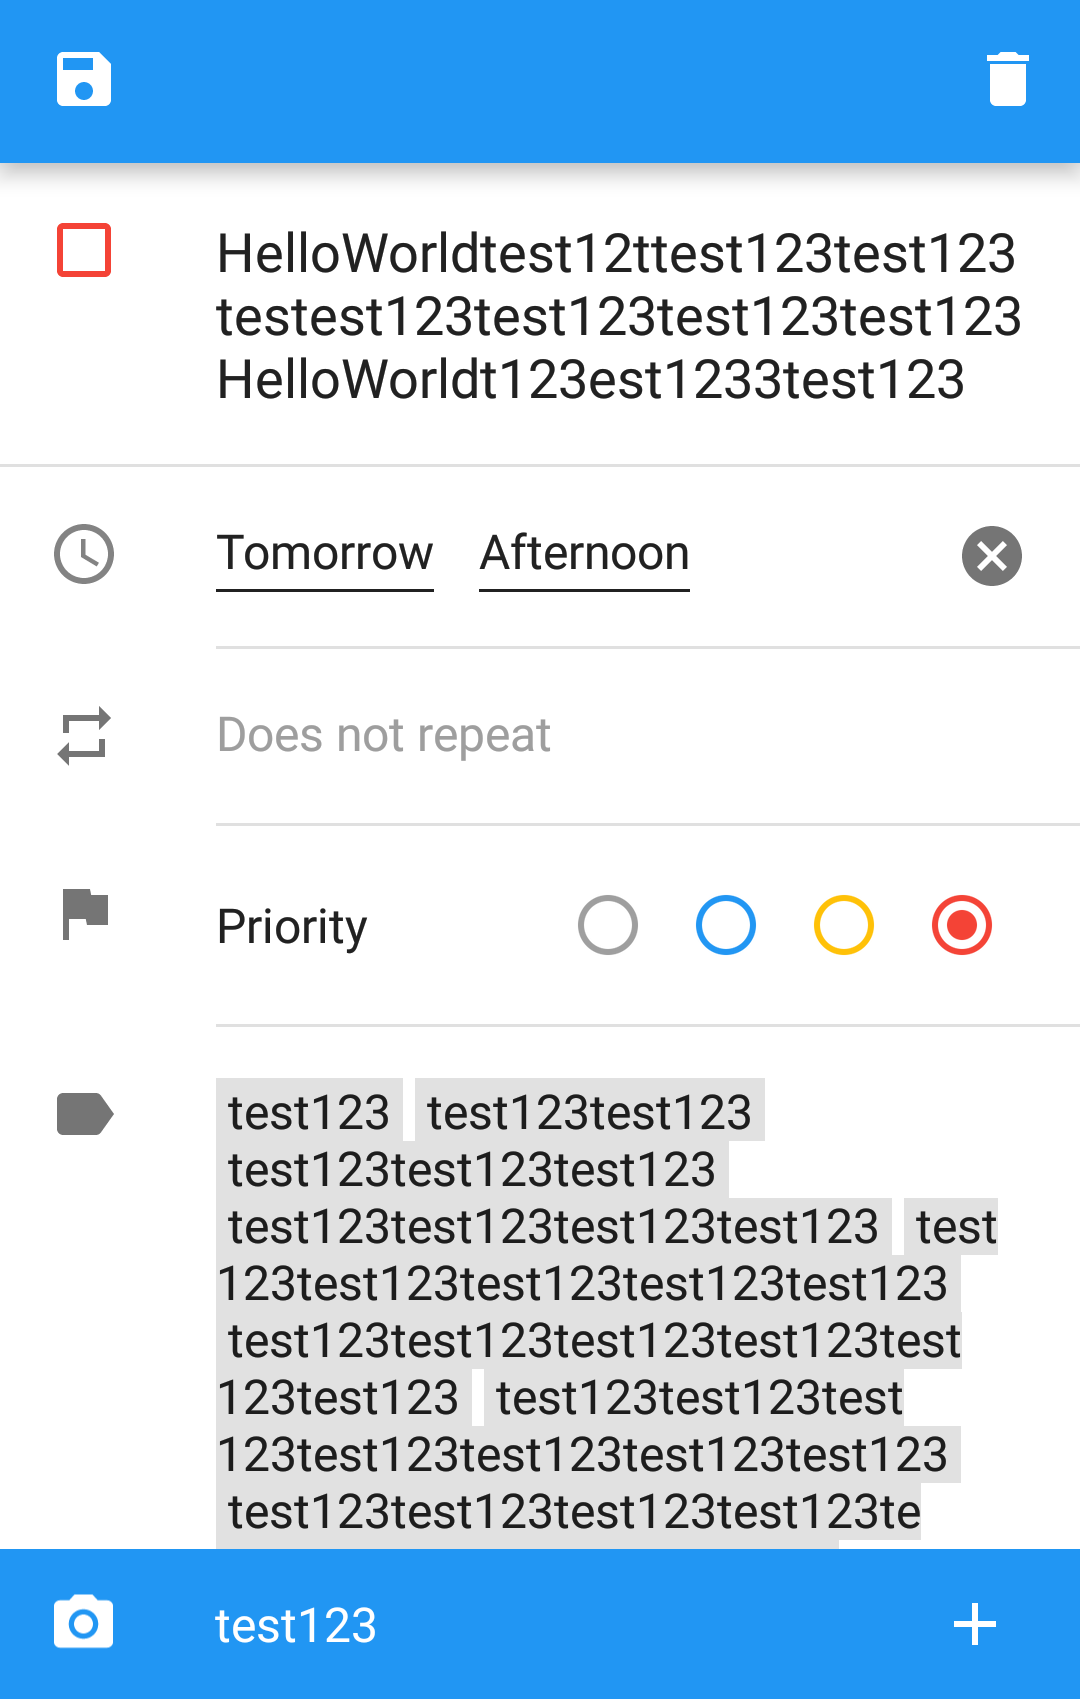 HelloWorldtest12ttest123test123
testest123test123test123test123
HelloWorldt123est1233test123
Tomorrow Afternoon
Does not repeat
Priority
test123 test123test123
test123test123test123
test123test123test123test123 test
123test123test123test123test123
test123test123test123test123test
123test123 test123test123test
123test123test123test123test123
test123test123test123test123te
test123